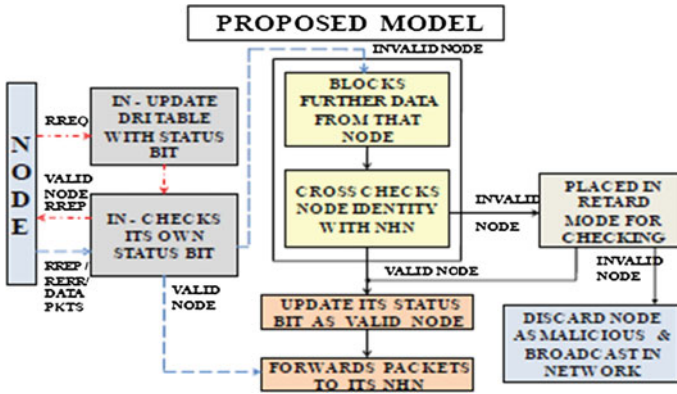 PROPOSED MODEL
INVALID NODE
BLOCKS
FURTHER DATA
FROM THAT
NODE
IN - UPDATE
DRI TABLE
WITH STATUS
BIT
RREQ
NODE
VALID
NODE
RREP
IN - CHECKS
ITS OWN
STATUS BIT
CROSS CHECKS
NODE IDENTITY
WITH NHN
INVALID
NODE
PLACED IN
RETARD
MODE FOR
CHECKING
RREP /
RERR/
DATA
PKTS
VALID
NODE
VALID NODE
INVALID
NODE
UPDATE ITS STATUS
BIT AS VALID NODE
DISCARD NODE
AS MALICIOUS &
BROADCAST IN
NETWORK
FORWARDS PACKETS
TO ITS NHN